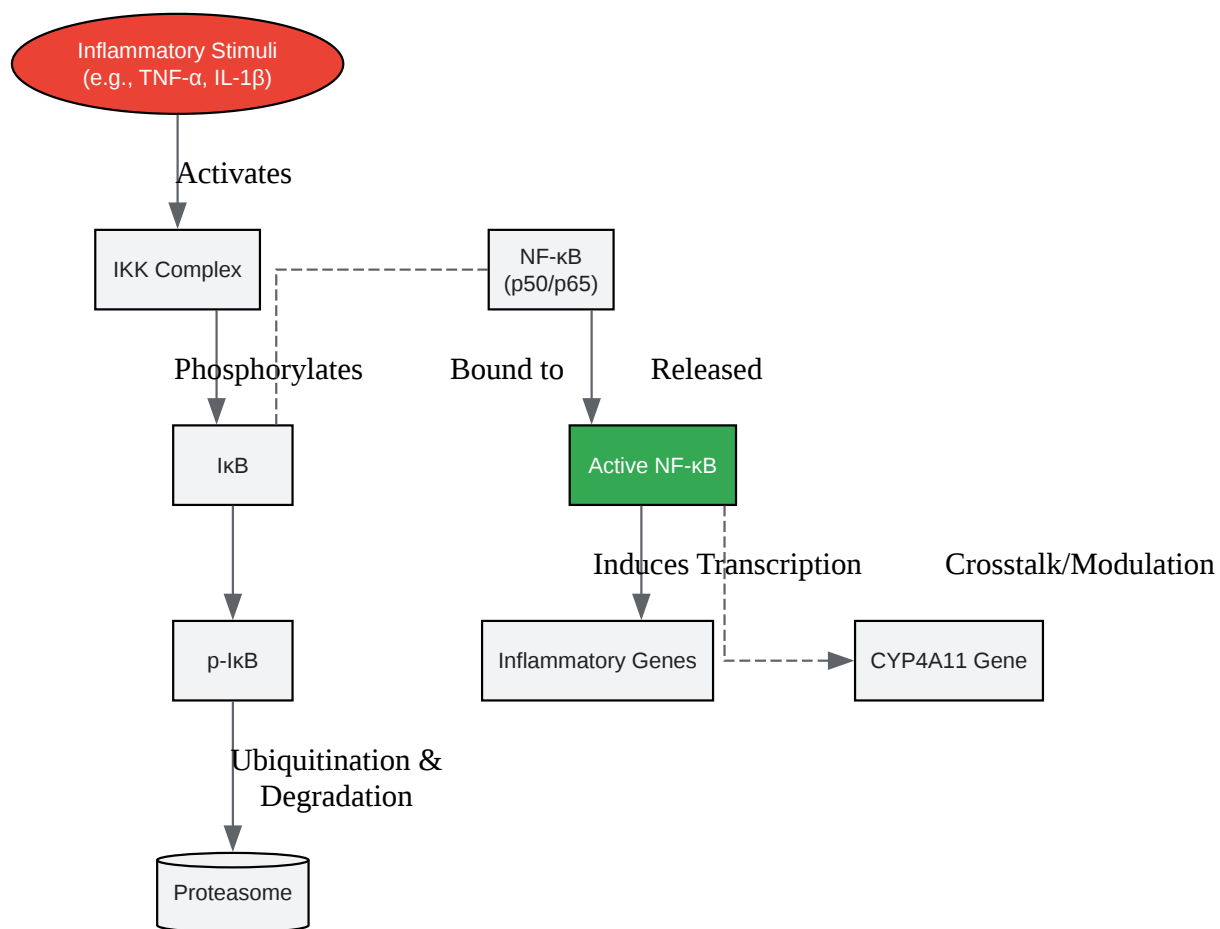 Inflammatory Stimuli
(e.g., TNF-α, IL-1β)
Activates
IKK Complex
NF-κB
(p50/p65)
Phosphorylates
Bound to
Released
IκB
Active NF-κB
Induces Transcription
Crosstalk/Modulation
p-IκB
Inflammatory Genes
CYP4A11 Gene
Ubiquitination &
Degradation
Proteasome